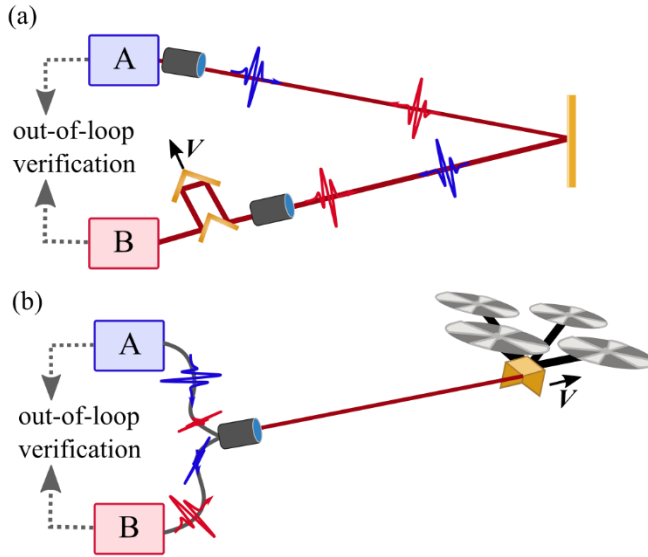 (a)
A
out-of-loop
verification
V
B
(b)
A
out-of-loop
verification
V
B